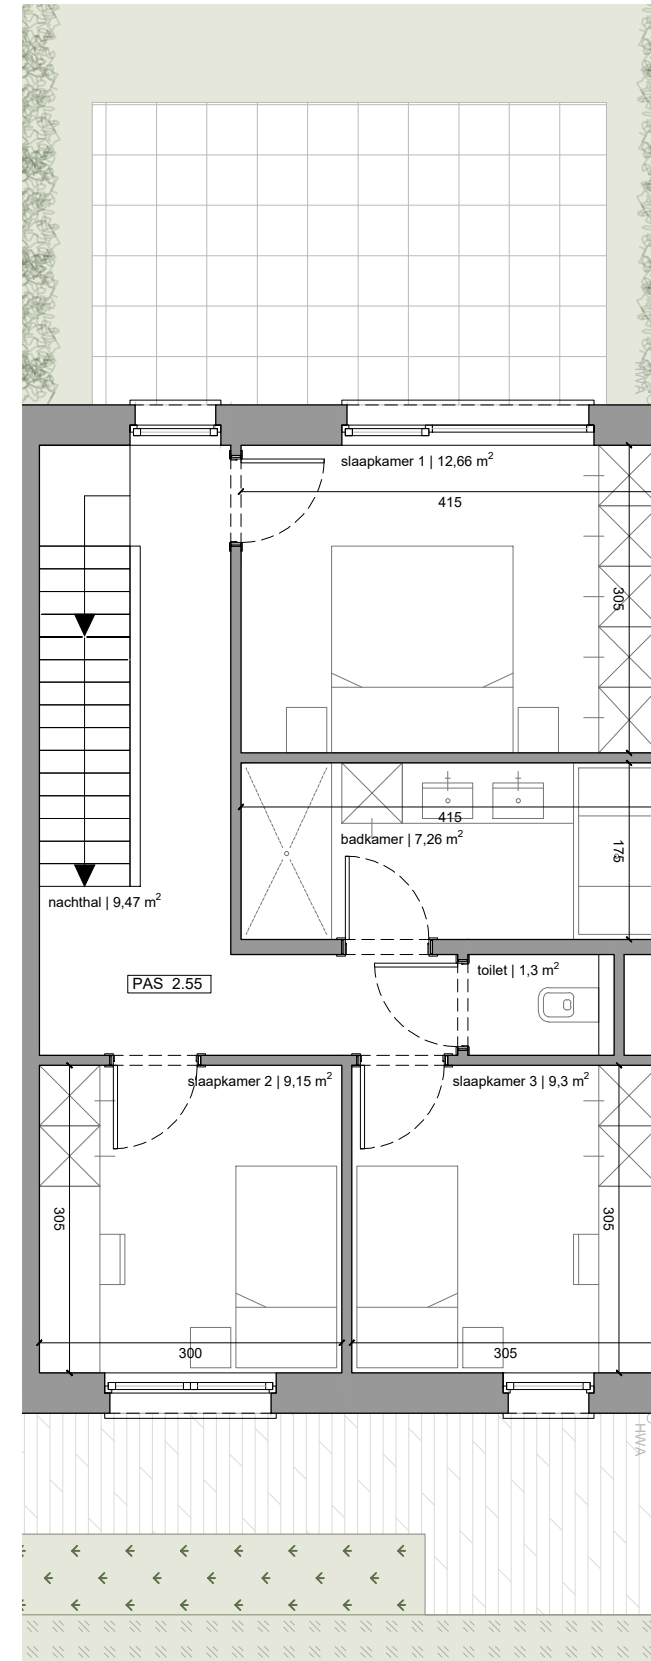 HWA
slaapkamer 1 | 12,66 m²
415
305
415
badkamer | 7,26 m²
175
nachthal | 9,47 m²
toilet | 1,3 m²
PAS 2.55
slaapkamer 2 | 9,15 m²
slaapkamer 3 | 9,3 m²
305
305
300
305
HWA